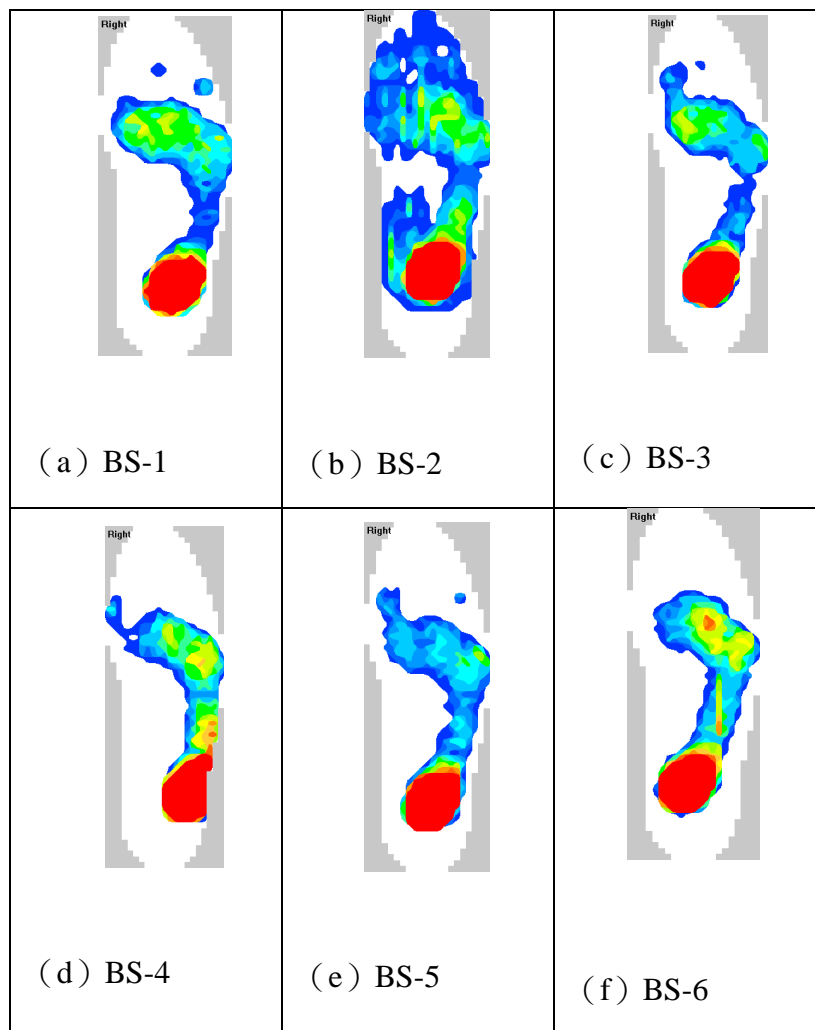 Right
Right
Right
（a）BS-1
（b）BS-2
（c）BS-3
Right
Right
Right
（d）BS-4
（e）BS-5
（f）BS-6